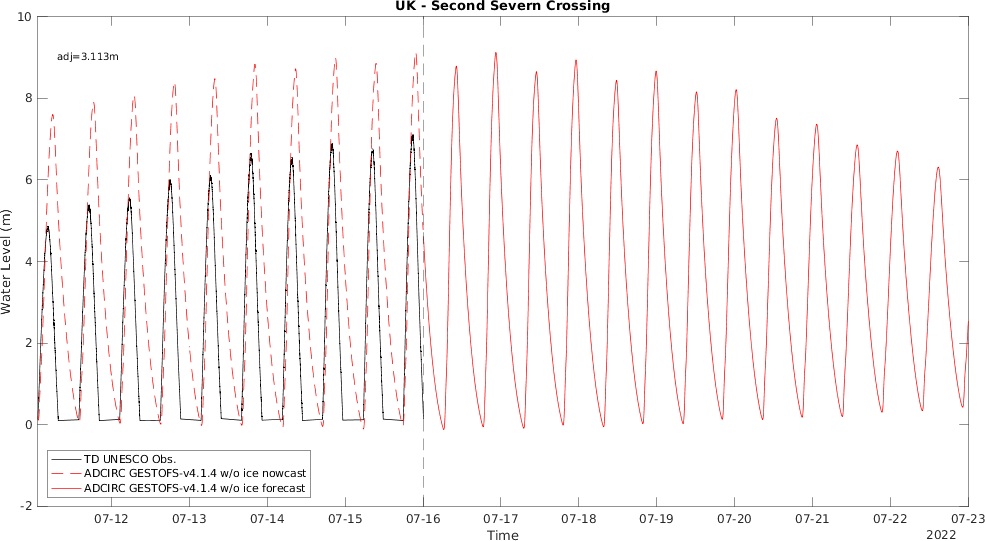 UK - Second Severn Crossing
adj=3.113m
Water Level (m)
10
8
6
4
2
0
-2
TD UNESCO Obs.
ADCIRC GESTOFS-v4.1.4 w/o ice nowcast
ADCIRC GESTOFS-v4.1.4 w/o ice forecast
07-12 07-13 07-14 07-15 07-16 07-17 07-18 07-19 07-20 07-21 07-22 07-23
Time
2022